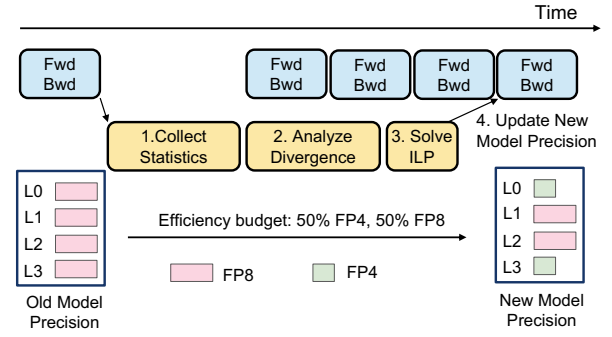 Time
Fwd
Bwd
Fwd
Bwd
Fwd
Bwd
Fwd
Bwd
Fwd
Bwd
1.Collect
Statistics
2. Analyze
Divergence
3. Solve
ILP
4. Update New
Model Precision
L0
L1
L2
L3
Old Model
Precision
Efficiency budget: 50% FP4, 50% FP8
FP8
FP4
L0
L1
L2
L3
New Model
Precision